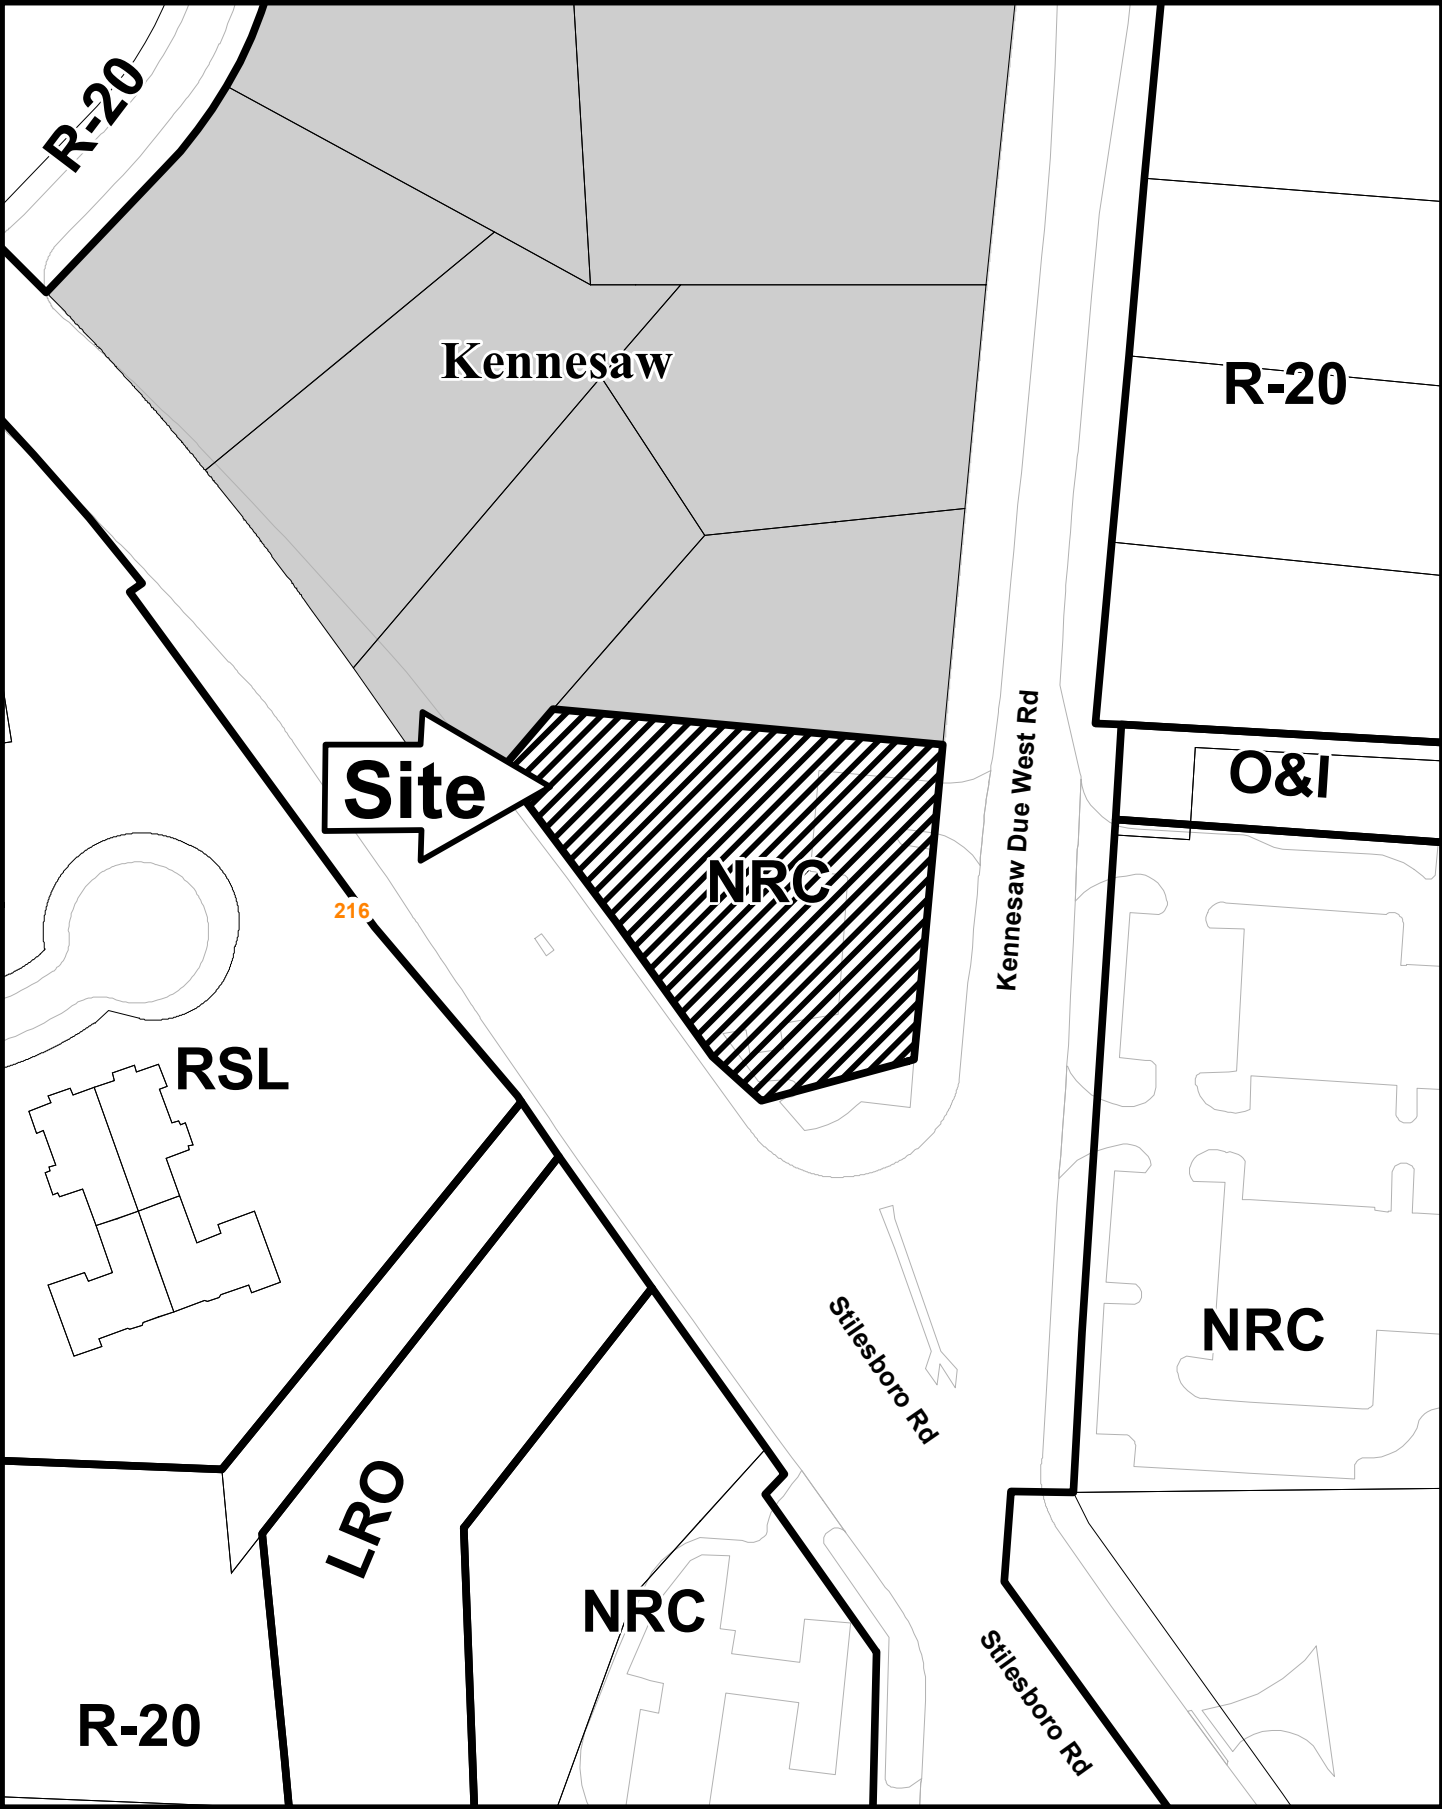 R-20
Kennesaw
R-20
Site
O&I
NRC
Kennesaw Due West Rd
216
RSL
Stilesboro Rd
NRC
LRO
NRC
Stilesboro Rd
R-20